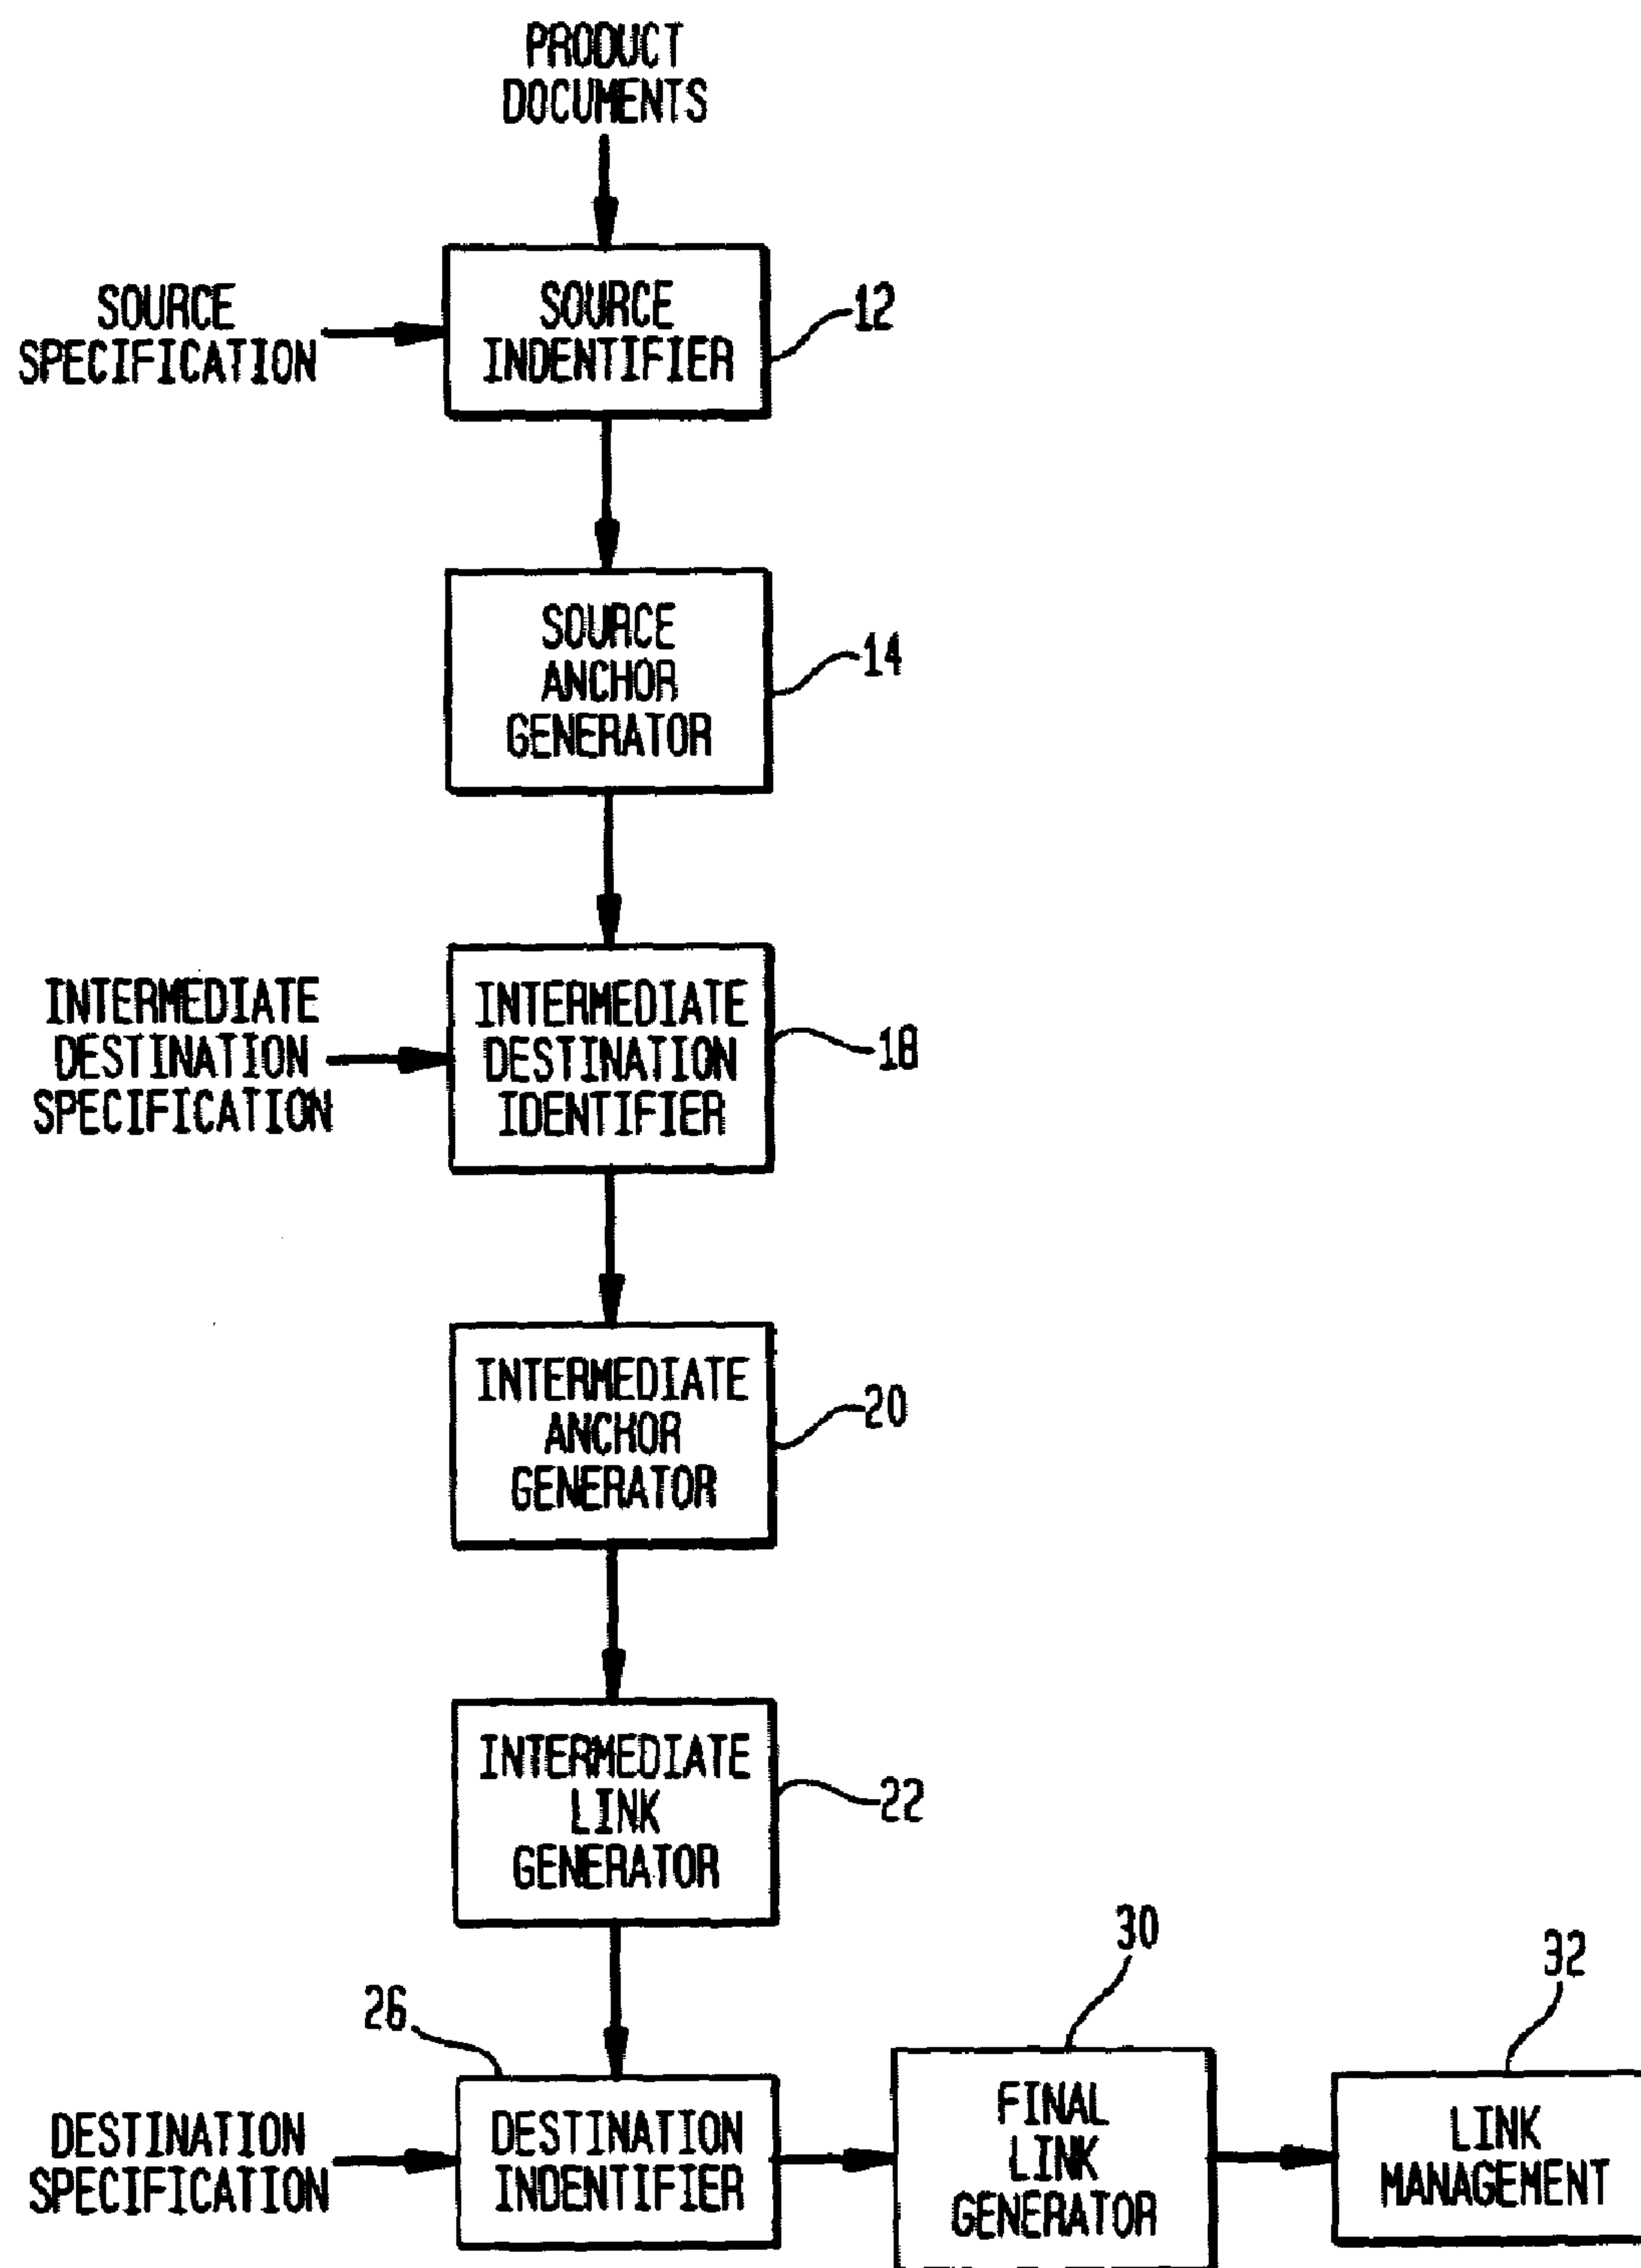 PRODUCT
DOCUMENTS
SOURCE
SPECIFICATION
SOURCE
INDENTIFIER
12
SOURCE
ANCHOR
GENERATOR
14
INTERMEDIATE
DESTINATION
SPECIFICATION
INTERMEDIATE
DESTINATION
IDENTIFIER
18
INTERMEDIATE
ANCHOR
GENERATOR
20
INTERMEDIATE
LINK
GENERATOR
22
26
30
32
DESTINATION
SPECIFICATION
DESTINATION
INDENTIFIER
FINAL
LINK
GENERATOR
LINK
MANAGEMENT